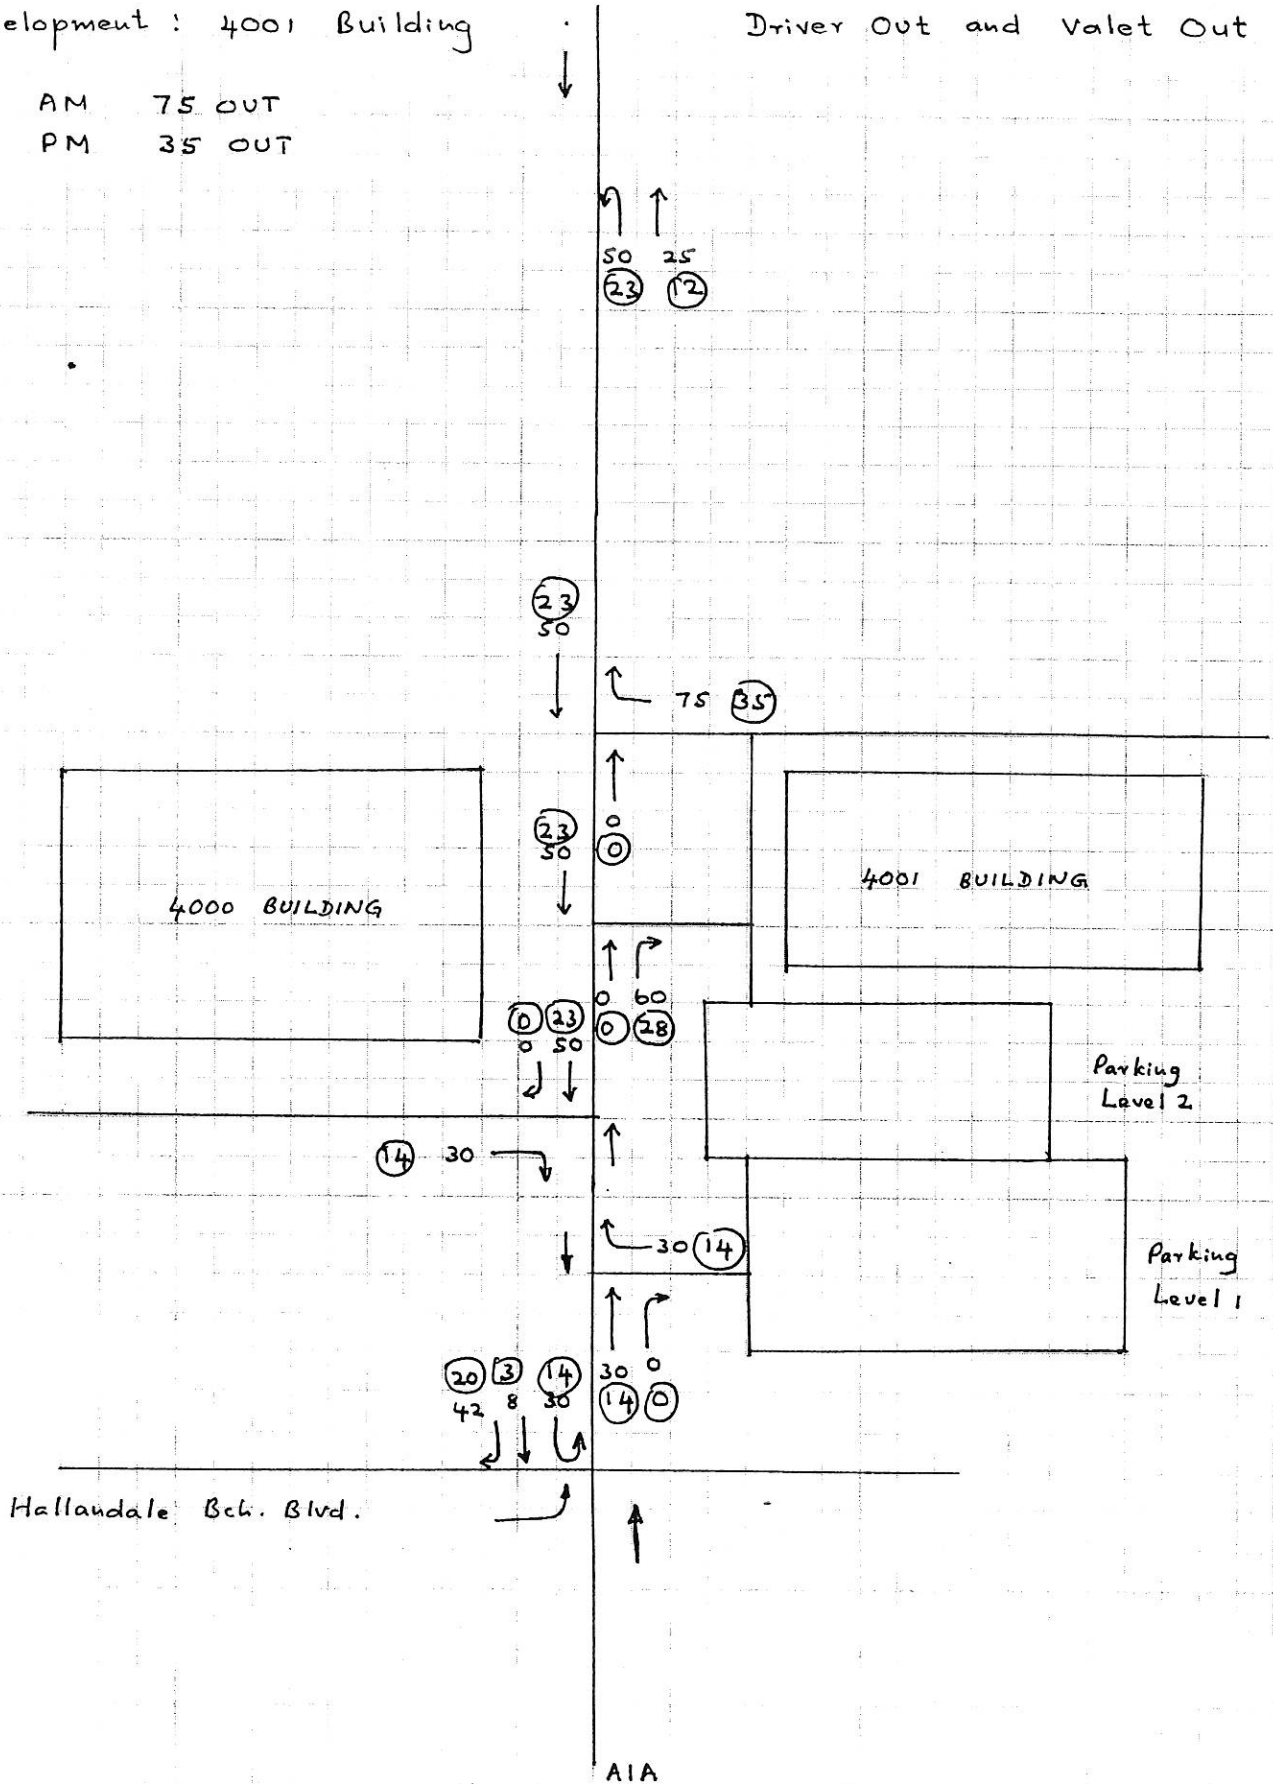 elopment : 4001 Building
Driver Out and Valet Out
AM 75 OUT
PM 35 OUT
50 25
23 12
23
50
75 35
23
50
0
0
4000 BUILDING
4001 BUILDING
0 60
0 28
0 23
0 50
Parking
Level 2
14 30
30 14
Parking
Level 1
20 3 14
42 8 30
30 0
14 0
Hallandale Bch. Blvd.
A1A